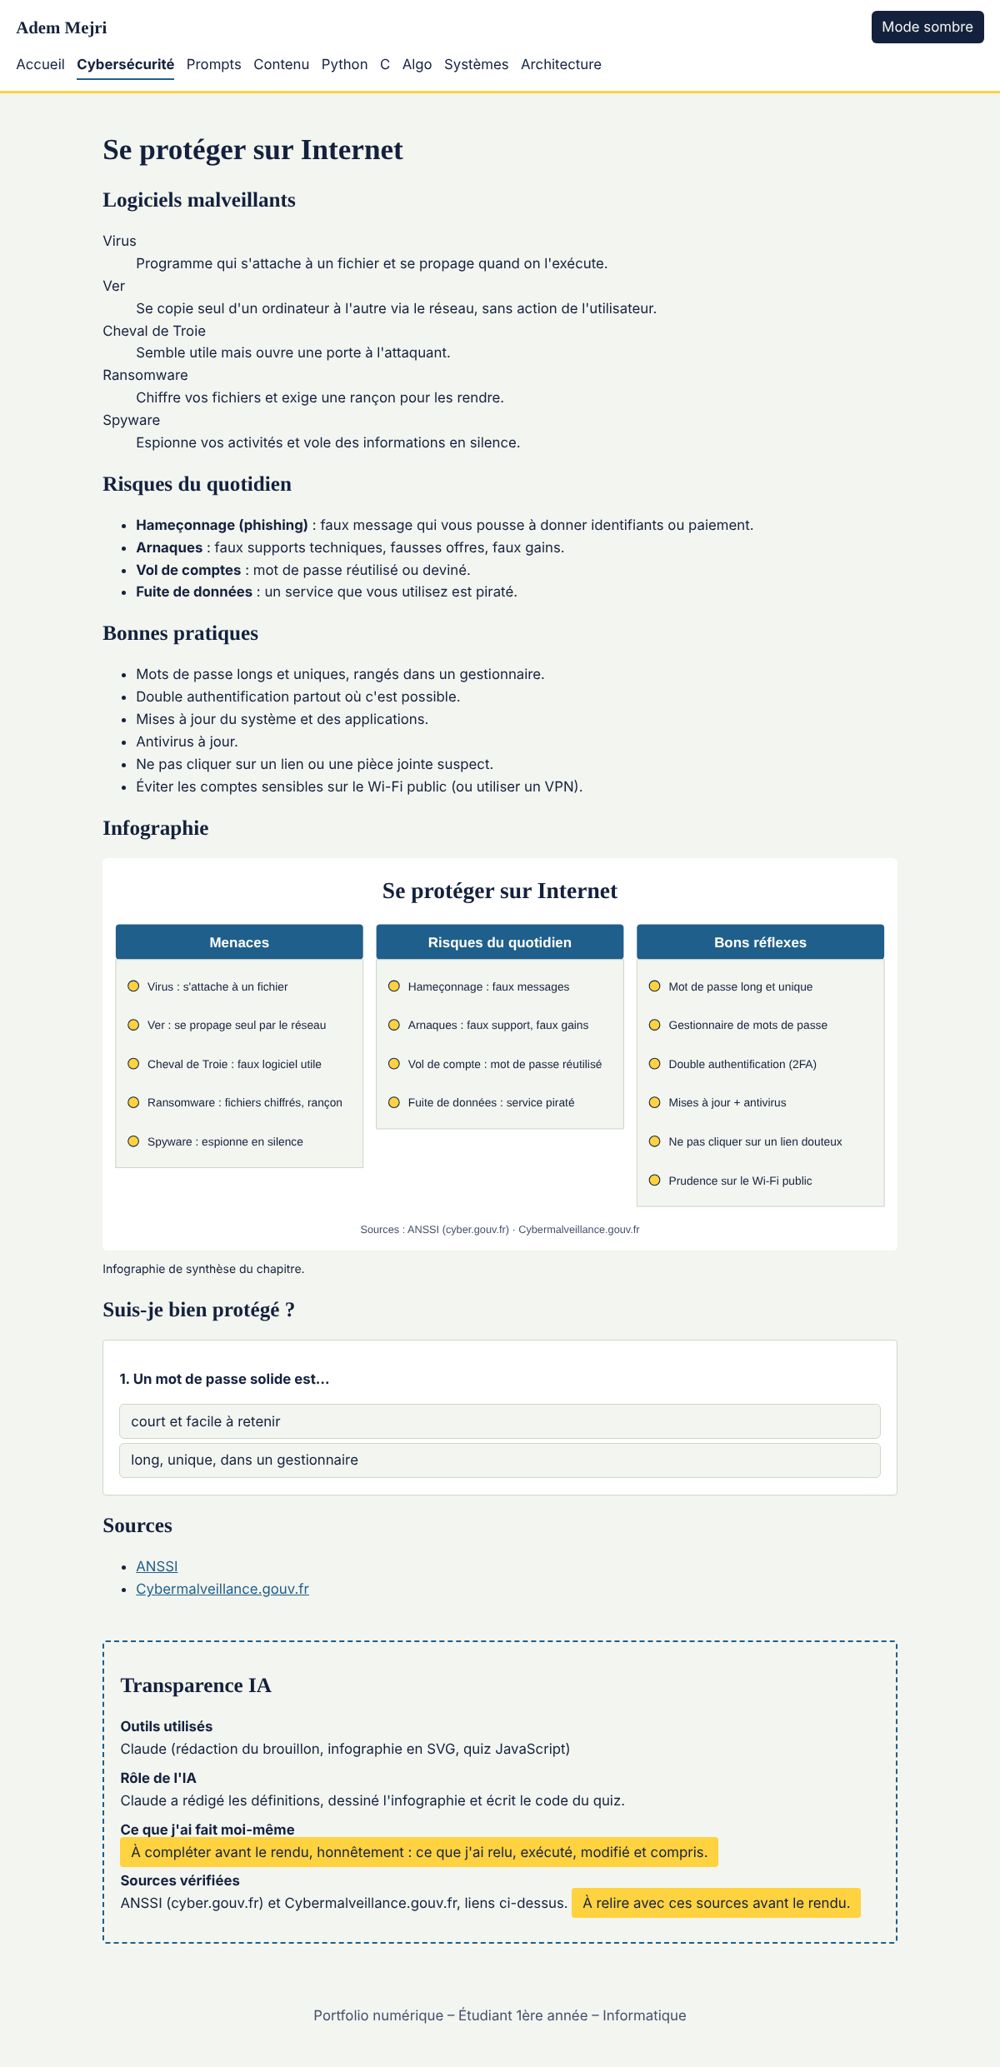 Adem Mejri
Mode sombre
Accueil Cybersécurité Prompts Contenu Python C Algo Systèmes Architecture
Se protéger sur Internet
Logiciels malveillants
Virus
Programme qui s'attache à un fichier et se propage quand on l'exécute.
Ver
Se copie seul d'un ordinateur à l'autre via le réseau, sans action de l'utilisateur.
Cheval de Troie
Semble utile mais ouvre une porte à l'attaquant.
Ransomware
Chiffre vos fichiers et exige une rançon pour les rendre.
Spyware
Espionne vos activités et vole des informations en silence.
Risques du quotidien
• Hameçonnage (phishing) : faux message qui vous pousse à donner identifiants ou paiement.
• Arnaques : faux supports techniques, fausses offres, faux gains.
• Vol de comptes : mot de passe réutilisé ou deviné.
• Fuite de données : un service que vous utilisez est piraté.
Bonnes pratiques
• Mots de passe longs et uniques, rangés dans un gestionnaire.
• Double authentification partout où c'est possible.
• Mises à jour du système et des applications.
• Antivirus à jour.
• Ne pas cliquer sur un lien ou une pièce jointe suspect.
• Éviter les comptes sensibles sur le Wi-Fi public (ou utiliser un VPN).
Infographie
Se protéger sur Internet
Menaces
Virus : s'attache à un fichier
Ver : se propage seul par le réseau
Cheval de Troie : faux logiciel utile
Ransomware : fichiers chiffrés, rançon
Spyware : espionne en silence
Risques du quotidien
Hameçonnage : faux messages
Arnaques : faux support, faux gains
Vol de compte : mot de passe réutilisé
Fuite de données : service piraté
Bons réflexes
Mot de passe long et unique
Gestionnaire de mots de passe
Double authentification (2FA)
Mises à jour + antivirus
Ne pas cliquer sur un lien douteux
Prudence sur le Wi-Fi public
Sources : ANSSI (cyber.gouv.fr) · Cybermalveillance.gouv.fr
Infographie de synthèse du chapitre.
Suis-je bien protégé ?
1. Un mot de passe solide est…
court et facile à retenir
long, unique, dans un gestionnaire
Sources
• ANSSI
• Cybermalveillance.gouv.fr
Transparence IA
Outils utilisés
Claude (rédaction du brouillon, infographie en SVG, quiz JavaScript)
Rôle de l'IA
Claude a rédigé les définitions, dessiné l'infographie et écrit le code du quiz.
Ce que j'ai fait moi-même
À compléter avant le rendu, honnêtement : ce que j'ai relu, exécuté, modifié et compris.
Sources vérifiées
ANSSI (cyber.gouv.fr) et Cybermalveillance.gouv.fr, liens ci-dessus. À relire avec ces sources avant le rendu.
Portfolio numérique – Étudiant 1ère année – Informatique